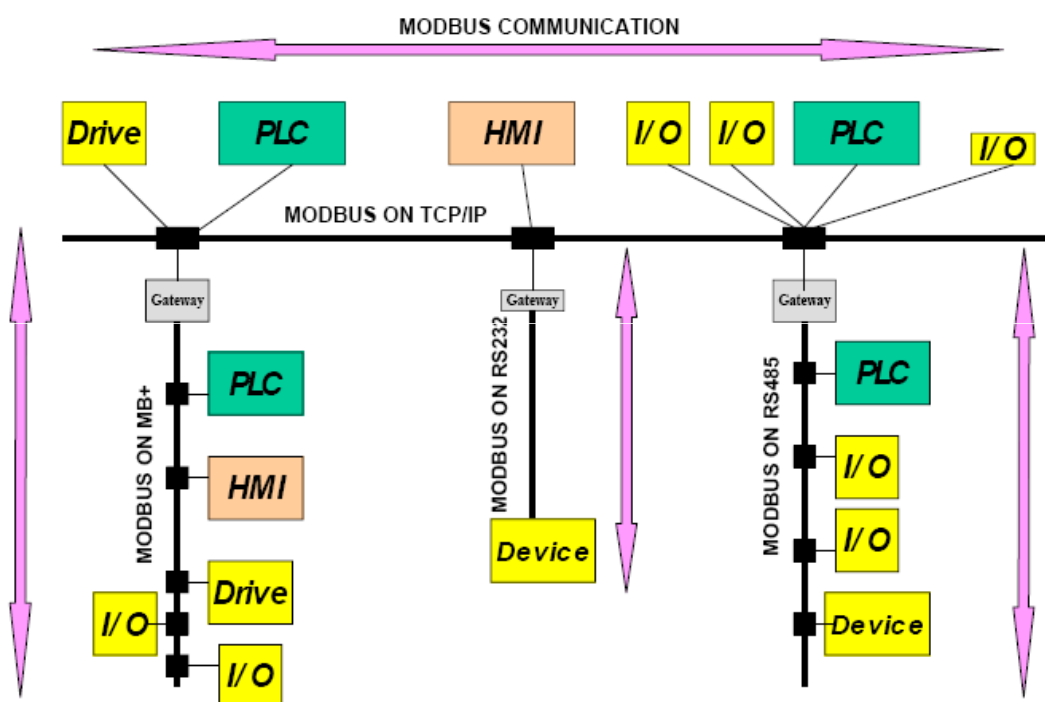 MODBUS COMMUNICATION
Drive
PLC
HMI
I/O
I/O
PLC
I/O
MODBUS ON TCP/IP
Gateway
Gateway
Gateway
MODBUS ON MB+
PLC
HMI
Drive
I/O
I/O
MODBUS ON RS232
Device
MODBUS ON RS485
PLC
I/O
I/O
Device